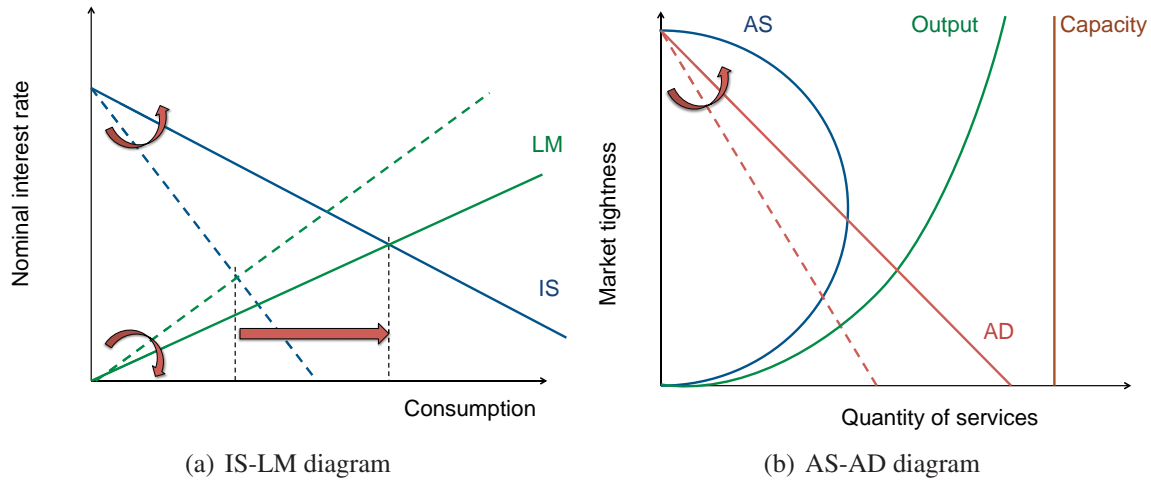 Nominal interest rate
LM
IS
Consumption
(a) IS-LM diagram
AS
Output
Capacity
Market tightness
AD
Quantity of services
(b) AS-AD diagram